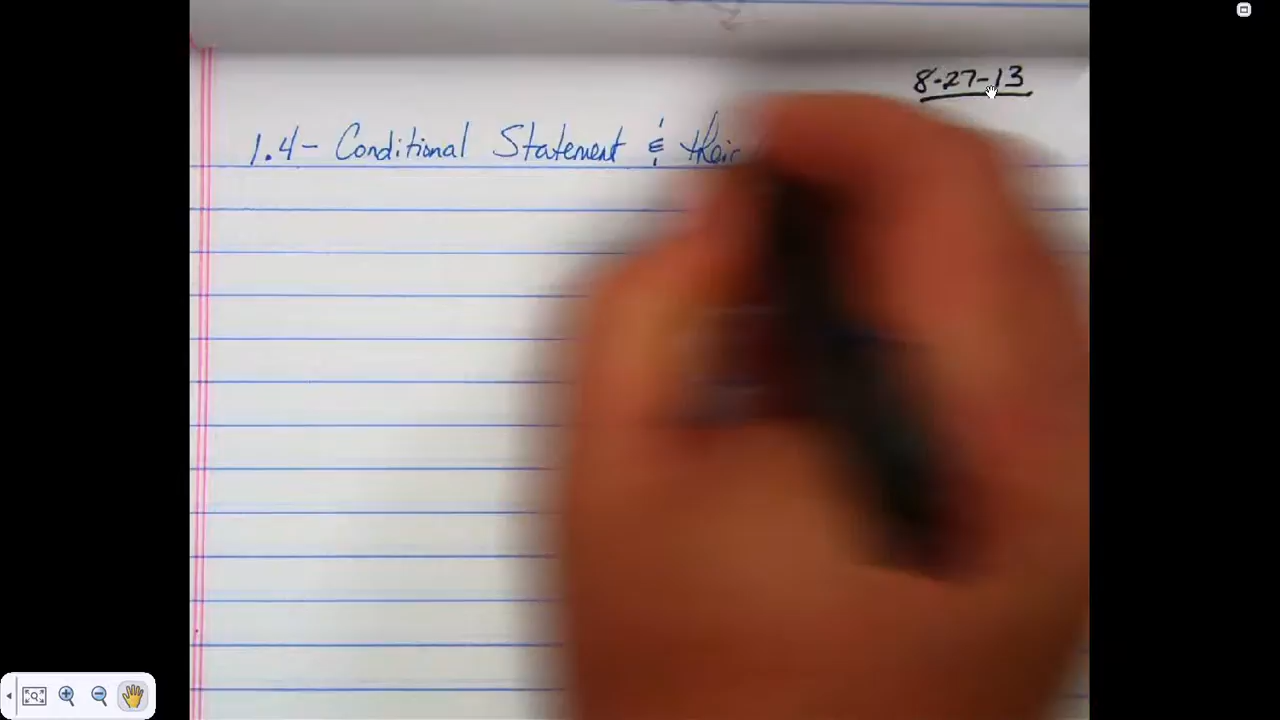 8-27-13
1.4- Conditional Statement & their